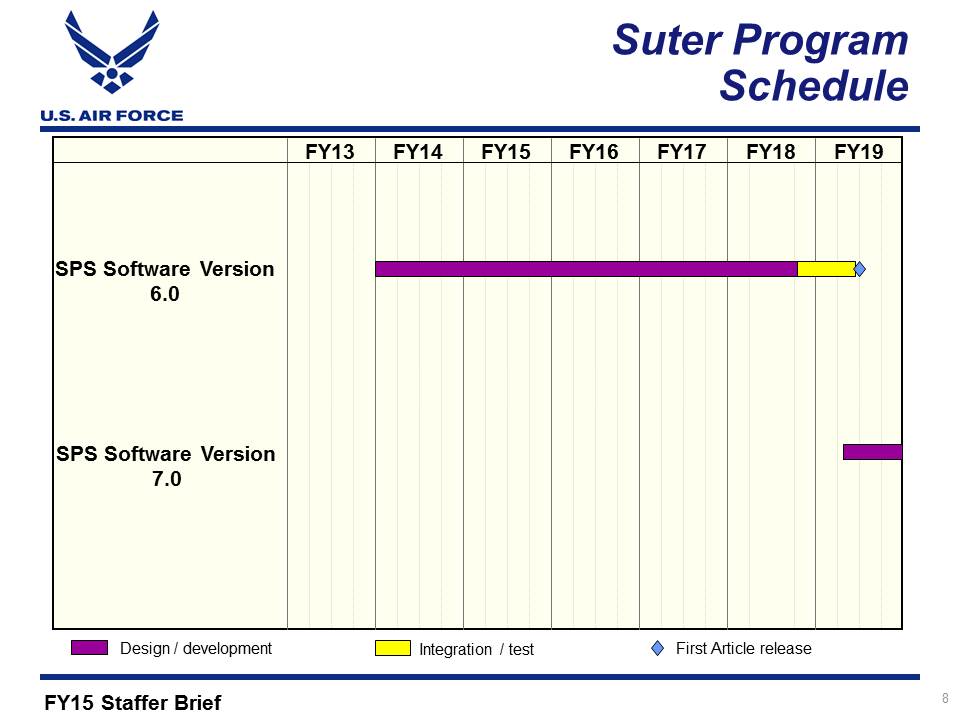 U.S. AIR FORCE
Suter Program
Schedule
FY13 FY14 FY15 FY16 FY17 FY18 FY19
SPS Software Version
6.0
SPS Software Version
7.0
Design / development Integration / test First Article release
FY15 Staffer Brief 8